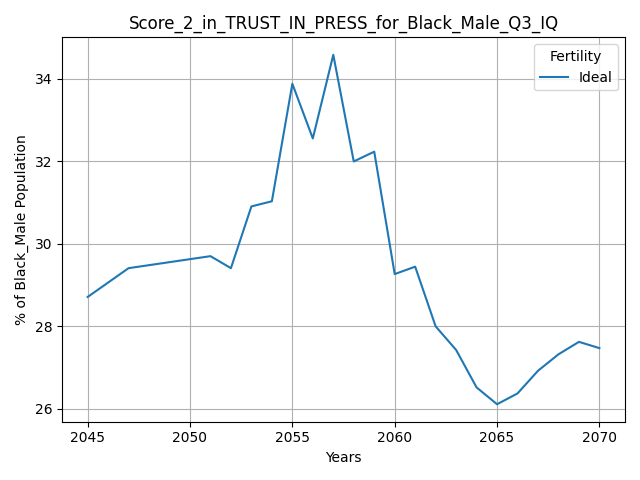 Score_2_in_TRUST_IN_PRESS_for_Black_Male_Q3_IQ
Fertility
Ideal
% of Black_Male Population
34
32
30
28
26
2045 2050 2055 2060 2065 2070
Years